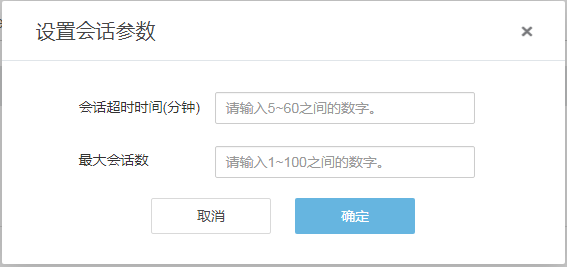 设置会话参数
×
会话超时时间(分钟) 请输入5~60之间的数字。
最大会话数 请输入1~100之间的数字。
取消 确定